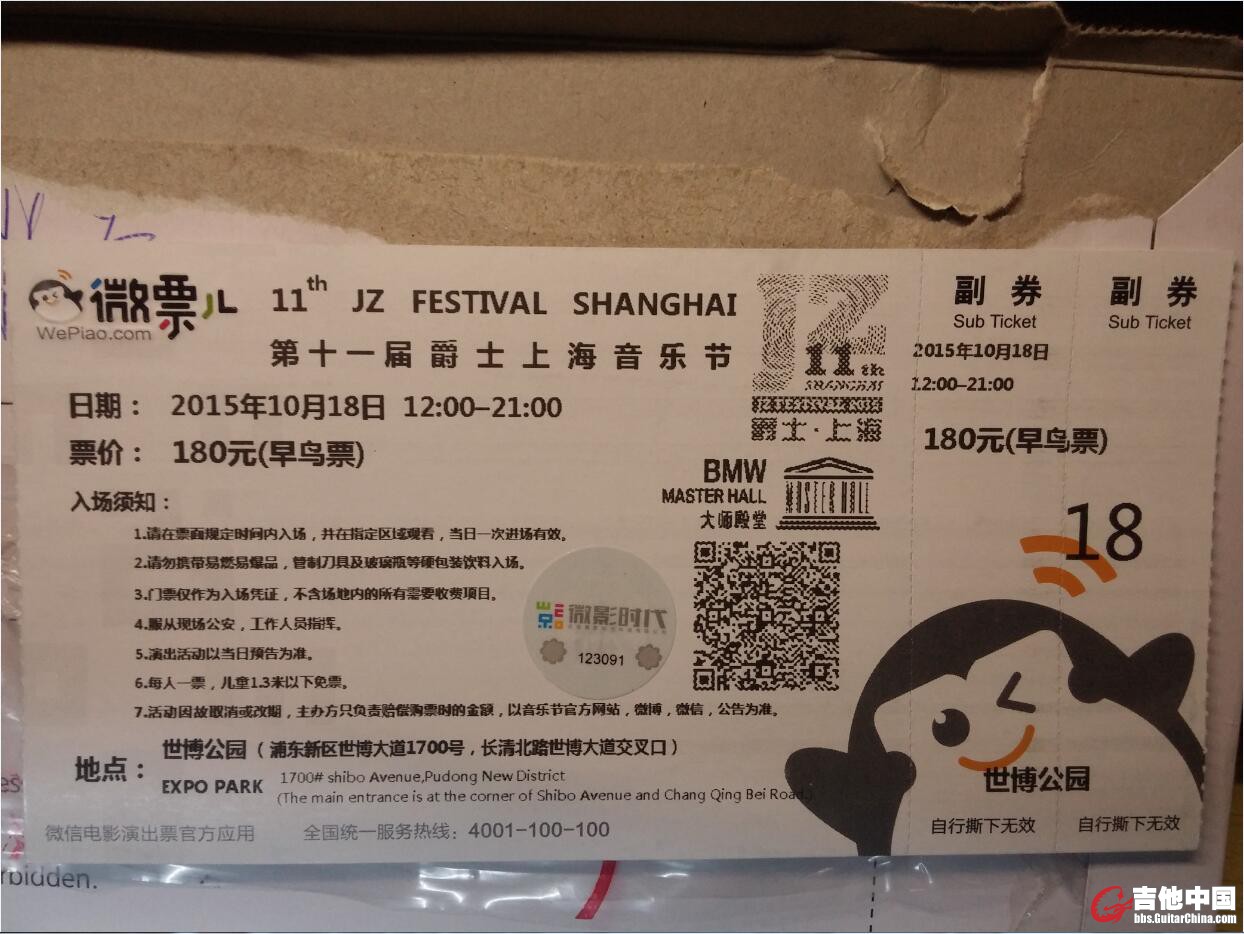 微票儿
WePiao.com
11th JZ FESTIVAL SHANGHAI
第十一届爵士上海音乐节
日期： 2015年10月18日 12:00–21:00
票价： 180元(早鸟票)
入场须知：
1.请在票面规定时间内入场，并在指定区域观看，当日一次进场有效。
2.请勿携带易燃易爆品，管制刀具及玻璃瓶等硬包装饮料入场。
3.门票仅作为入场凭证，不含场地内的所有需要收费项目。
4.服从现场公安，工作人员指挥。
5.演出活动以当日预告为准。
6.每人一票，儿童1.3米以下免票。
7.活动因故取消或改期，主办方只负责赔偿购票时的金额，以音乐节官方网站，微博，微信，公告为准。
地点：
世博公园（浦东新区世博大道1700号，长清北路世博大道交叉口）
EXPO PARK
1700# shibo Avenue,Pudong New District
(The main entrance is at the corner of Shibo Avenue and Chang Qing Bei Road.)
微信电影演出票官方应用 全国统一服务热线：4001-100-100
JZ
11th
SHANGHAI
爵士·上海
BMW
MASTER HALL
大师殿堂
MASTER HALL
微影时代
123091
副 券
Sub Ticket
副 券
Sub Ticket
2015年10月18日
12:00–21:00
180元(早鸟票)
18
世博公园
自行撕下无效
自行撕下无效
rbidden.
吉他中国
bbs.GuitarChina.com